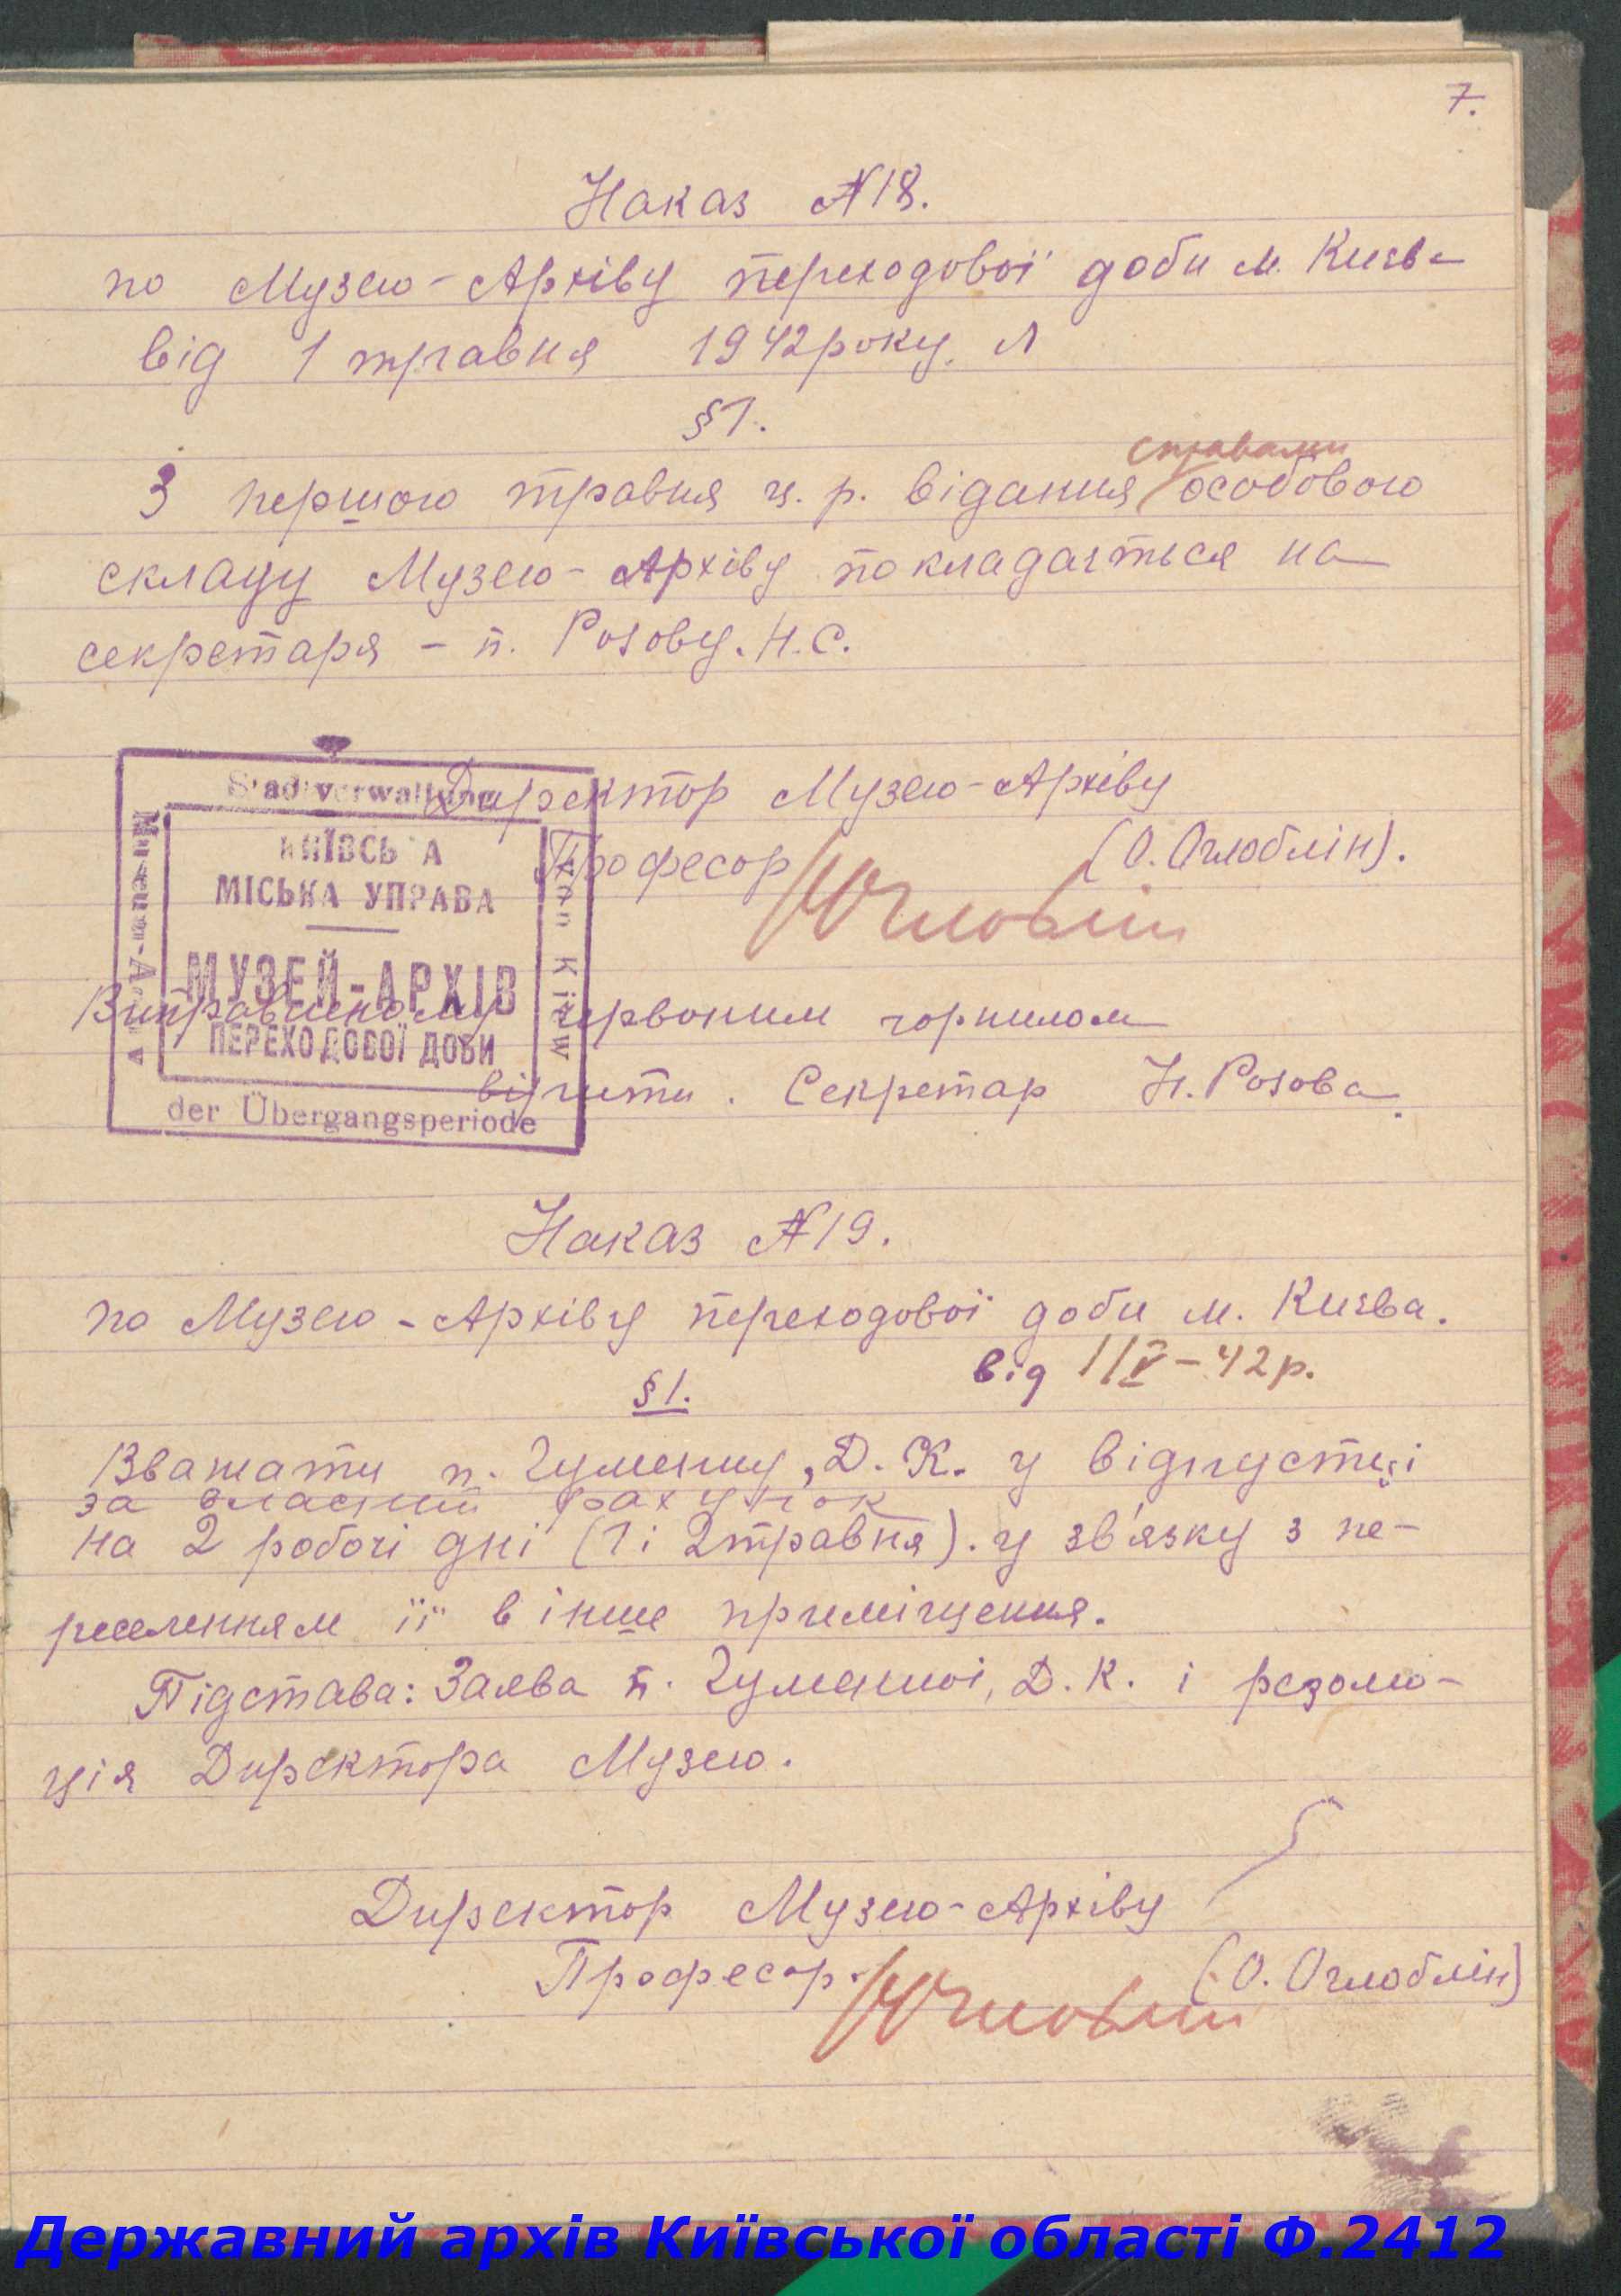 7.
Наказ №18.
по Музею-Архіву переходової доби м. Києва
від 1 травня 1942 року.
§1.
справами
З першого травня ц. р. відання особового
складу Музею-Архіву покладається на
секретаря – п. Розову. Н. С.
Директор Музею-Архіву
Професор (О. Оглоблін).
Оглоблин
Stadtverwaltung
КИЇВСЬКА
МІСЬКА УПРАВА
МУЗЕЙ-АРХІВ
ПЕРЕХОДОВОЇ ДОБИ
von Kiew
der Übergangsperiode
Виправленому червоним чорнилом
вірити. Секретар Н. Розова.
Наказ №19.
по Музею-Архіву переходової доби м. Києва.
від 1/V–42р.
§1.
Вважати п. Гуменну, Д. К. у відпустці
за власний рахунок
на 2 робочі дні (1 і 2 травня). у зв'язку з пе-
реселенням її в інше приміщення.
Підстава: Заява п. Гуменної, Д. К. і резолю-
ція Директора Музею.
Директор Музею-Архіву
Професор. (О. Оглоблін)
Оглоблин
Державний архів Київської області Ф.2412